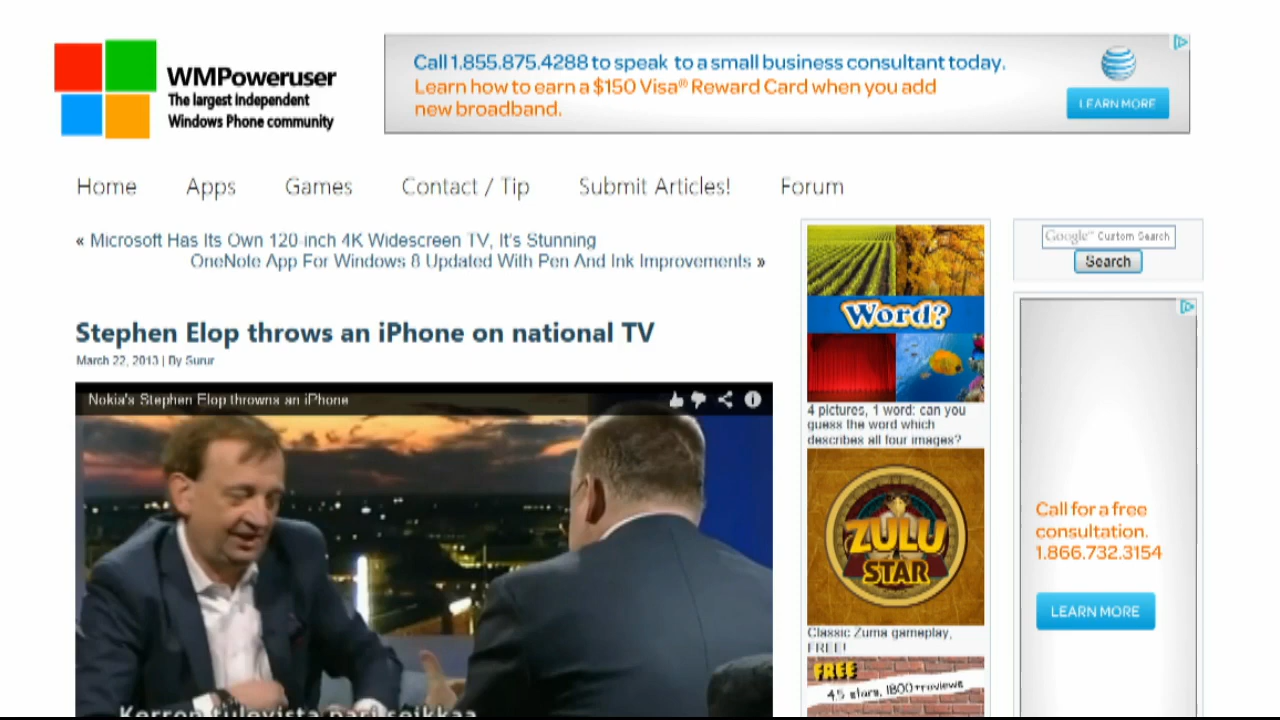 WMPoweruser
The largest Independent
Windows Phone community
Call 1.855.875.4288 to speak to a small business consultant today.
Learn how to earn a $150 Visa® Reward Card when you add
new broadband.
LEARN MORE
Home Apps Games Contact / Tip Submit Articles! Forum
« Microsoft Has Its Own 120-inch 4K Widescreen TV, It's Stunning
OneNote App For Windows 8 Updated With Pen And Ink Improvements »
Stephen Elop throws an iPhone on national TV
March 22, 2013 | By Surur
Nokia's Stephen Elop throwns an iPhone
Kerron televista pari seikkaa
Word?
4 pictures, 1 word: can you
guess the word which
describes all four images?
ZULU
STAR
Classic Zuma gameplay,
FREE!
FREE
4.5 stars, 1800+reviews
Google™ Custom Search
Search
Call for a free
consultation.
1.866.732.3154
LEARN MORE